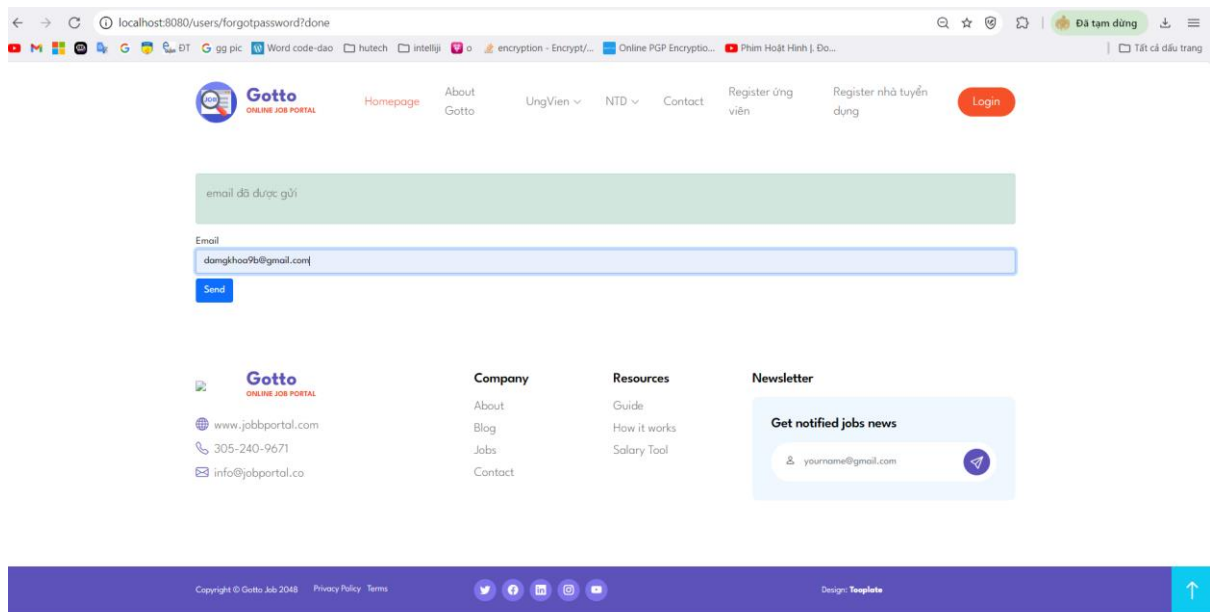 localhost:8080/users/forgotpassword?done
Đã tạm dừng
ĐT
gg pic
Word code-dao
hutech
intelliji
o
encryption - Encrypt/...
Online PGP Encryptio...
Phim Hoạt Hình |. Đo...
Tất cả dấu trang
JOB
Gotto
ONLINE JOB PORTAL
Homepage
About
Gotto
UngVien
NTD
Contact
Register ứng
viên
Register nhà tuyển
dụng
Login
email đã được gửi
Email
damgkhoa9b@gmail.com
Send
Gotto
ONLINE JOB PORTAL
www.jobbportal.com
305-240-9671
info@jobportal.co
Company
About
Blog
Jobs
Contact
Resources
Guide
How it works
Salary Tool
Newsletter
Get notified jobs news
yourname@gmail.com
Copyright © Gotto Job 2048
Privacy Policy
Terms
Design: Tooplate